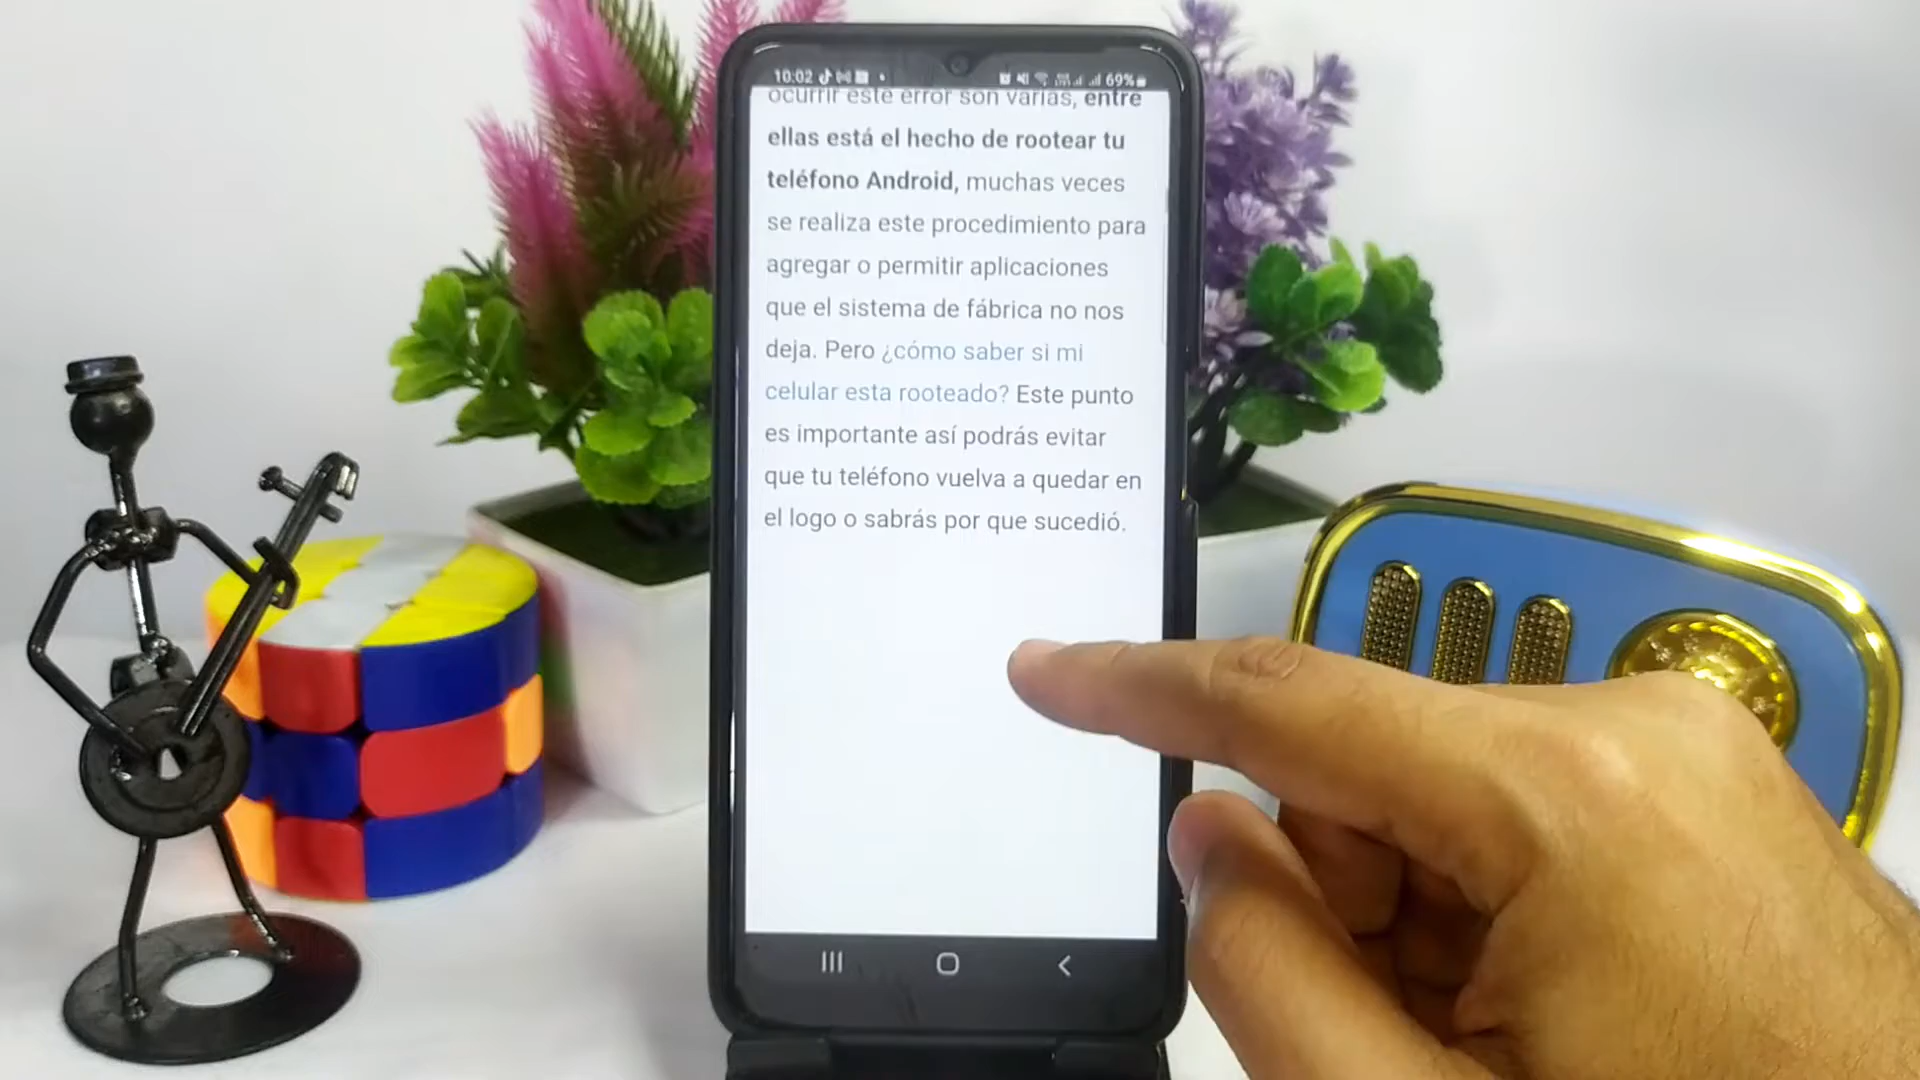 10:02
69%
ocurrir este error son varias, entre
ellas está el hecho de rootear tu
teléfono Android, muchas veces
se realiza este procedimiento para
agregar o permitir aplicaciones
que el sistema de fábrica no nos
deja. Pero ¿cómo saber si mi
celular esta rooteado? Este punto
es importante así podrás evitar
que tu teléfono vuelva a quedar en
el logo o sabrás por que sucedió.